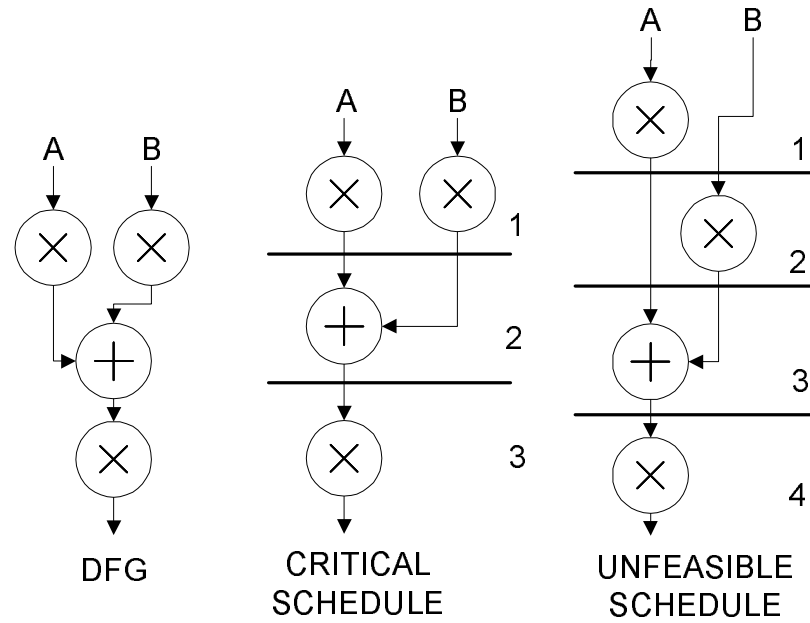 A B
DFG
A B
1
2
3
CRITICAL
SCHEDULE
A B
1
2
3
4
UNFEASIBLE
SCHEDULE